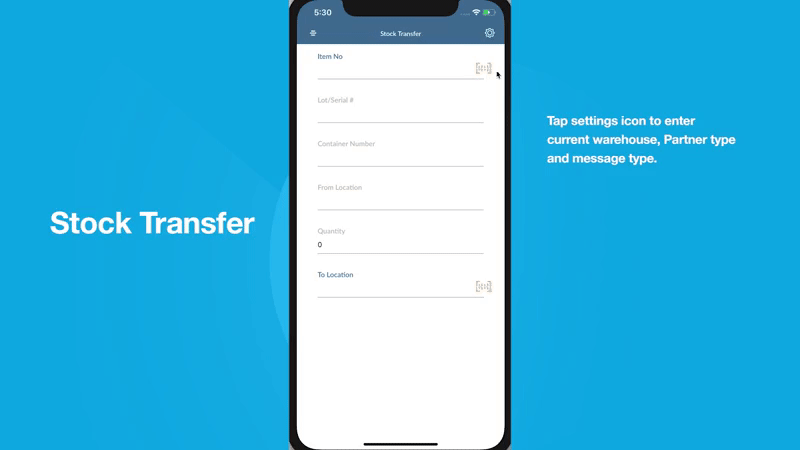 5:30
Stock Transfer
Item No
Lot/Serial #
Container Number
From Location
Quantity
0
To Location
Stock Transfer
Tap settings icon to enter
current warehouse, Partner type
and message type.